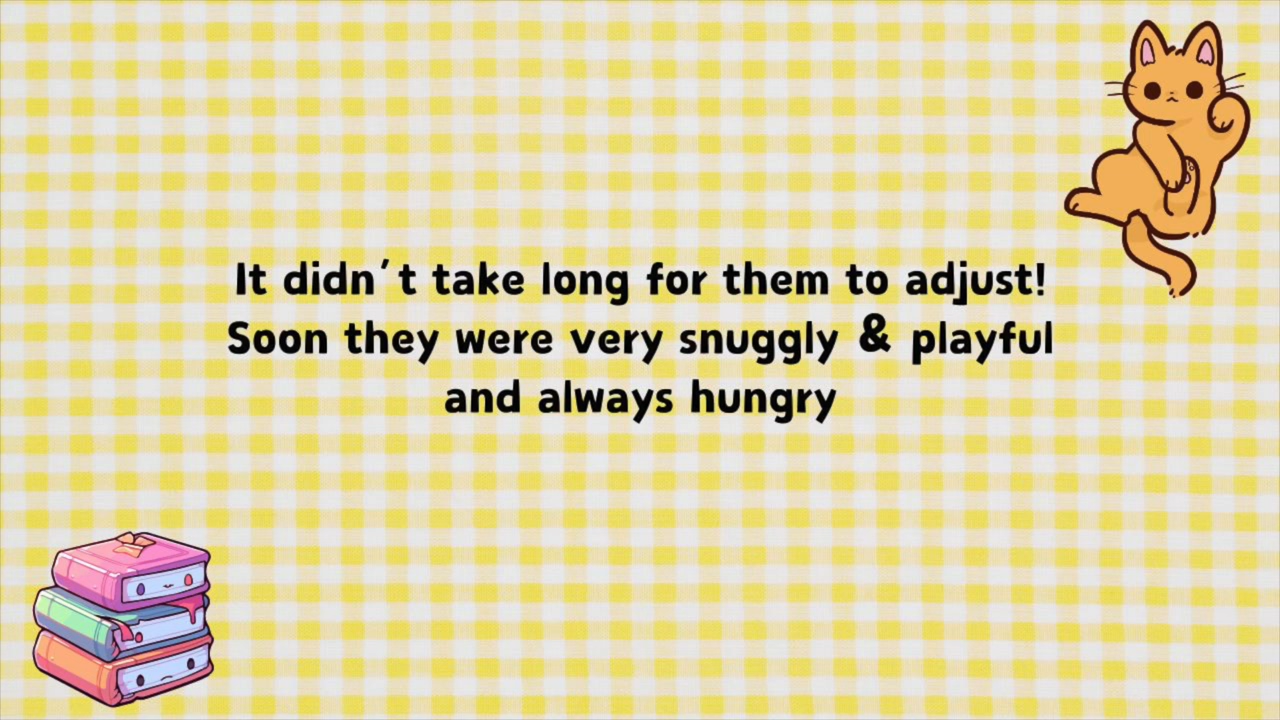 It didn't take long for them to adjust!
Soon they were very snuggly & playful
and always hungry